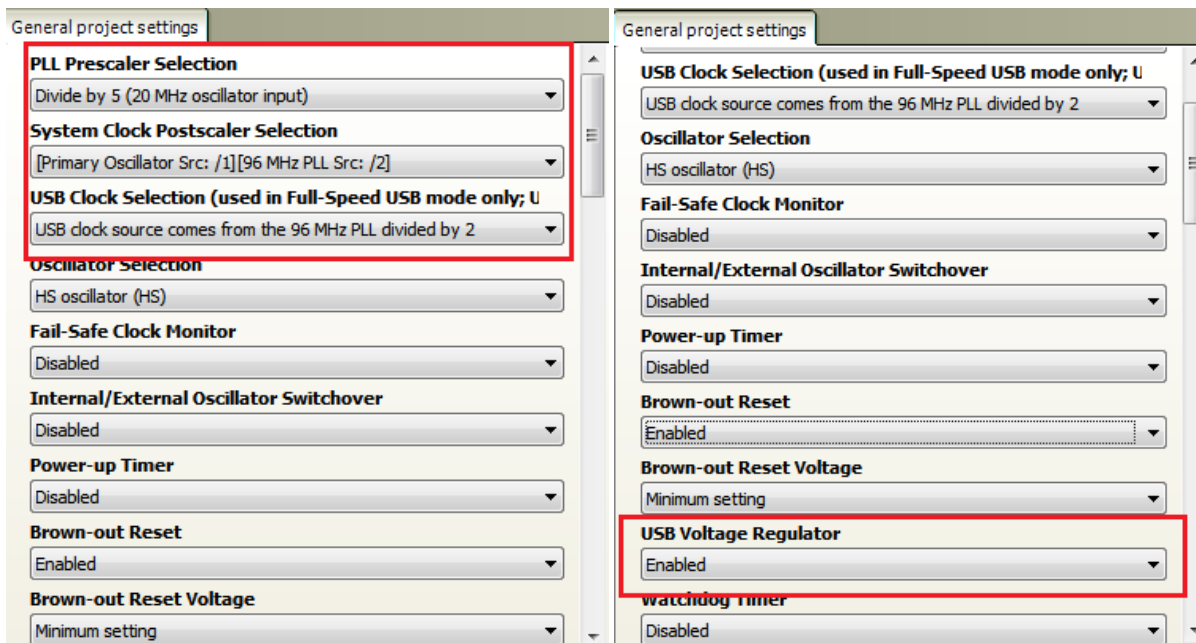 General project settings
PLL Prescaler Selection
Divide by 5 (20 MHz oscilator input)
System Clock Postscaler Selection
[Primary Oscillator Src: /1][96 MHz PLL Src: /2]
USB Clock Selection (used in Full-Speed USB mode only; U
USB clock source comes from the 96 MHz PLL divided by 2
Oscillator Selection
HS oscillator (HS)
Fail-Safe Clock Monitor
Disabled
Internal/External Oscillator Switchover
Disabled
Power-up Timer
Disabled
Brown-out Reset
Enabled
Brown-out Reset Voltage
Minimum setting
General project settings
USB Clock Selection (used in Full-Speed USB mode only; U
USB clock source comes from the 96 MHz PLL divided by 2
Oscillator Selection
HS oscillator (HS)
Fail-Safe Clock Monitor
Disabled
Internal/External Oscillator Switchover
Disabled
Power-up Timer
Disabled
Brown-out Reset
Enabled
Brown-out Reset Voltage
Minimum setting
USB Voltage Regulator
Enabled
Watchdog Timer
Disabled